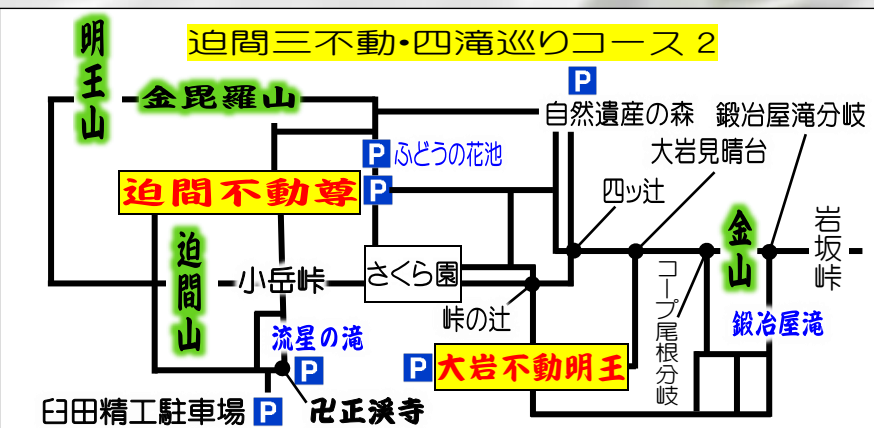 迫間三不動・四滝巡りコース2
明王山
金毘羅山
P
自然遺産の森
鍛冶屋滝分岐
P
ふどうの花池
大岩見晴台
迫間不動尊
P
四ッ辻
迫間山
小岳峠
さくら園
金山
岩坂峠
峠の辻
コープ尾根分岐
鍛冶屋滝
流星の滝
P
P
大岩不動明王
臼田精工駐車場
P
卍正渓寺